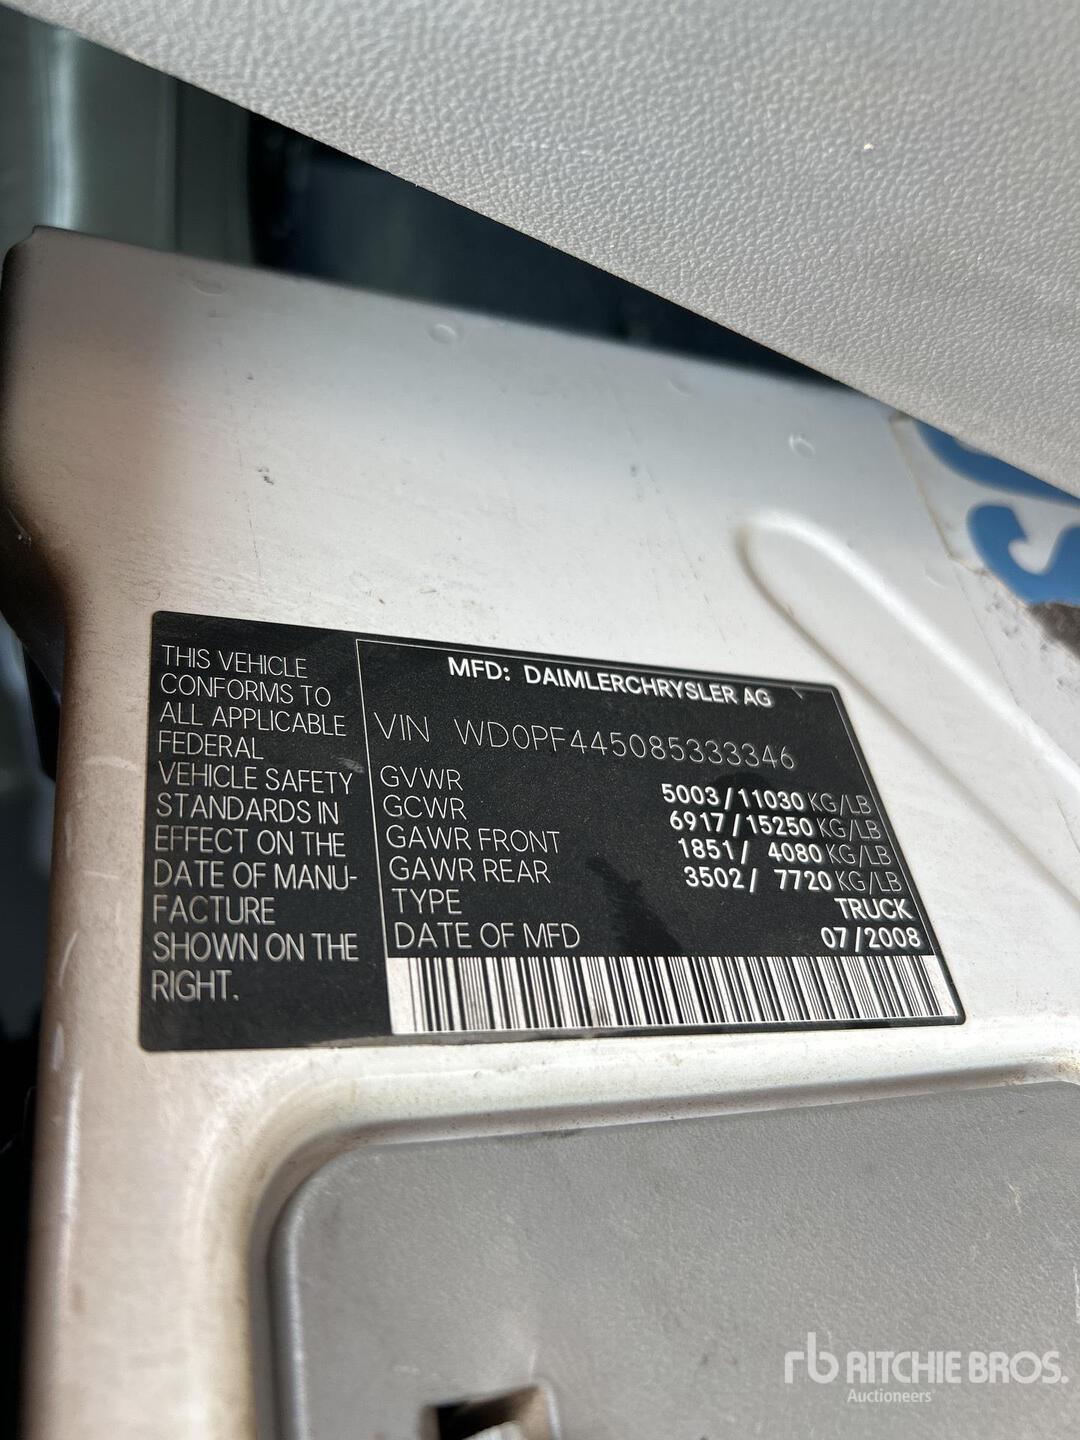 THIS VEHICLE
CONFORMS TO
ALL APPLICABLE
FEDERAL
VEHICLE SAFETY
STANDARDS IN
EFFECT ON THE
DATE OF MANU-
FACTURE
SHOWN ON THE
RIGHT.
MFD: DAIMLERCHRYSLER AG
VIN WD0PF445085333346
GVWR 5003/11030 KG/LB
GCWR 6917/15250 KG/LB
GAWR FRONT 1851/ 4080 KG/LB
GAWR REAR 3502/ 7720 KG/LB
TYPE TRUCK
DATE OF MFD 07/2008
rb RITCHIE BROS.
Auctioneers